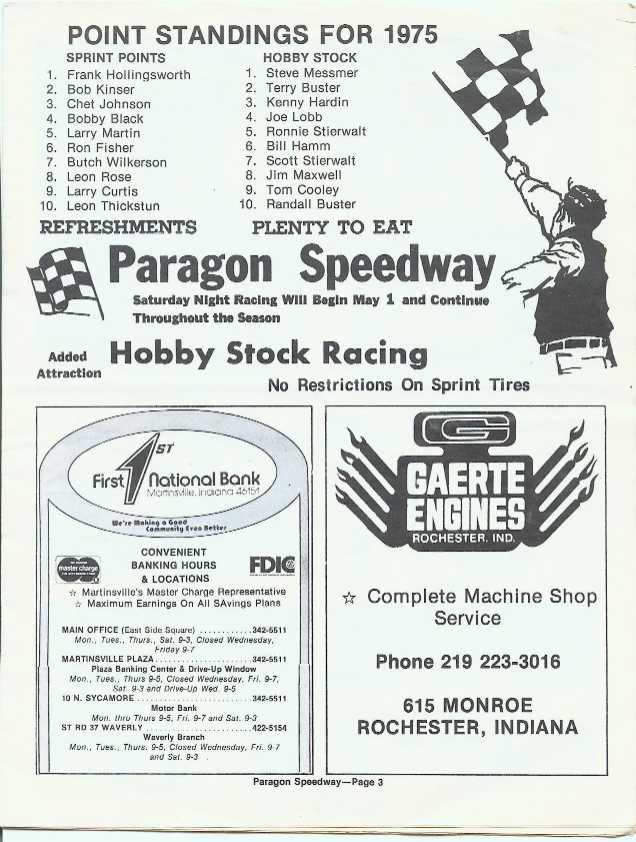 POINT STANDINGS FOR 1975
SPRINT POINTS
1. Frank Hollingsworth
2. Bob Kinser
3. Chet Johnson
4. Bobby Black
5. Larry Martin
6. Ron Fisher
7. Butch Wilkerson
8. Leon Rose
9. Larry Curtis
10. Leon Thickstun
HOBBY STOCK
1. Steve Messmer
2. Terry Buster
3. Kenny Hardin
4. Joe Lobb
5. Ronnie Stierwalt
6. Bill Hamm
7. Scott Stierwalt
8. Jim Maxwell
9. Tom Cooley
10. Randall Buster
REFRESHMENTS PLENTY TO EAT
Paragon Speedway
Saturday Night Racing Will Begin May 1 and Continue
Throughout the Season
Added
Attraction
Hobby Stock Racing
No Restrictions On Sprint Tires
1ST
First National Bank
Martinsville, Indiana 46151
We're Making a Good
Community Even Better
master charge
CONVENIENT
BANKING HOURS
& LOCATIONS
FDIC
☆ Martinsville's Master Charge Representative
☆ Maximum Earnings On All SAvings Plans
MAIN OFFICE (East Side Square) ............342-5511
Mon., Tues., Thurs., Sat. 9-3, Closed Wednesday,
Friday 9-7
MARTINSVILLE PLAZA.......................342-5511
Plaza Banking Center & Drive-Up Window
Mon., Tues., Thurs 9-5, Closed Wednesday, Fri. 9-7,
Sat. 9-3 and Drive-Up Wed. 9-5
10 N. SYCAMORE ...........................342-5511
Motor Bank
Mon. thru Thurs 9-5, Fri. 9-7 and Sat. 9-3
ST RD 37 WAVERLY .........................422-5154
Waverly Branch
Mon., Tues., Thurs. 9-5, Closed Wednesday, Fri. 9-7
and Sat. 9-3 .
G
GAERTE
ENGINES
ROCHESTER, IND.
☆ Complete Machine Shop
Service
Phone 219 223-3016
615 MONROE
ROCHESTER, INDIANA
Paragon Speedway—Page 3